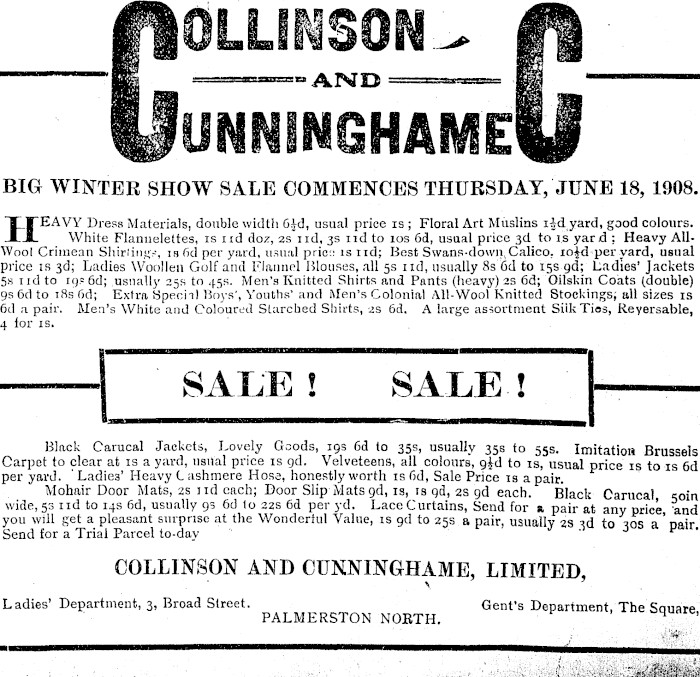 COLLINSON
AND
CUNNINGHAME C
BIG WINTER SHOW SALE COMMENCES THURSDAY, JUNE 18, 1908.
HEAVY Dress Materials, double width 6½d, usual price 1s; Floral Art Muslins 1½d yard, good colours.
White Flannelettes, 1s 11d doz, 2s 11d, 3s 11d to 10s 6d, usual price 3d to 1s yard; Heavy All-
Wool Crimean Shirtings, 1s 6d per yard, usual price 1s 11d; Best Swans-down Calico, 10½d per yard, usual
price 1s 3d; Ladies Woollen Golf and Flannel Blouses, all 5s 11d, usually 8s 6d to 15s 9d; Ladies' Jackets
5s 11d to 19s 6d; usually 25s to 45s. Men's Knitted Shirts and Pants (heavy) 2s 6d; Oilskin Coats (double)
9s 6d to 18s 6d; Extra Special Boys', Youths' and Men's Colonial All-Wool Knitted Stockings, all sizes 1s
6d a pair. Men's White and Coloured Starched Shirts, 2s 6d. A large assortment Silk Ties, Reversable,
4 for 1s.
SALE! SALE!
Black Carucal Jackets, Lovely Goods, 19s 6d to 35s, usually 35s to 55s. Imitation Brussels
Carpet to clear at 1s a yard, usual price 1s 9d. Velveteens, all colours, 9½d to 1s, usual price 1s to 1s 6d
per yard. Ladies' Heavy Cashmere Hose, honestly worth 1s 6d, Sale Price 1s a pair.
Mohair Door Mats, 2s 11d each; Door Slip Mats 9d, 1s, 1s 9d, 2s 9d each. Black Carucal, 50in
wide, 5s 11d to 14s 6d, usually 9s 6d to 22s 6d per yd. Lace Curtains, Send for a pair at any price, and
you will get a pleasant surprise at the Wonderful Value, 1s 9d to 25s a pair, usually 2s 3d to 30s a pair.
Send for a Trial Parcel to-day
COLLINSON AND CUNNINGHAME, LIMITED,
Ladies' Department, 3, Broad Street. Gent's Department, The Square,
PALMERSTON NORTH.